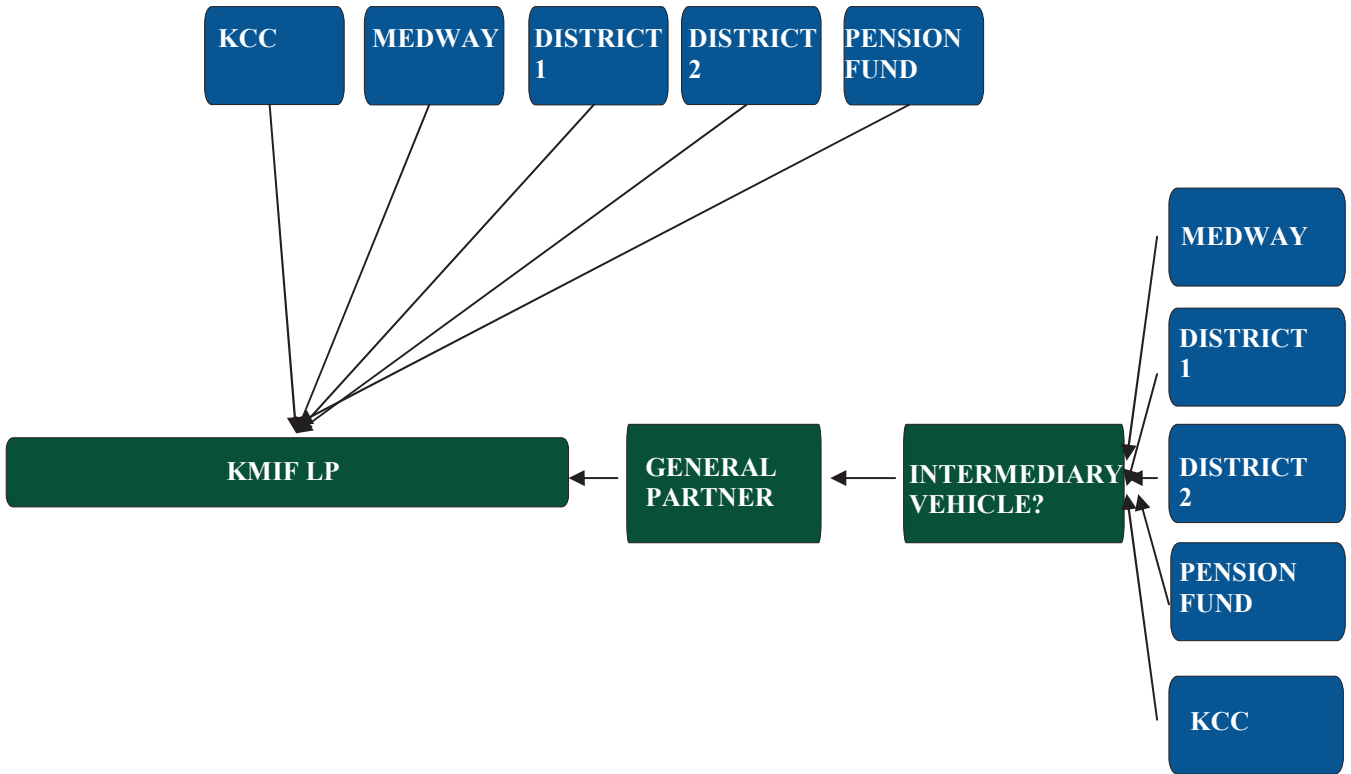 KCC
MEDWAY
DISTRICT
1
DISTRICT
2
PENSION
FUND
MEDWAY
DISTRICT
1
KMIF LP
GENERAL
PARTNER
INTERMEDIARY
VEHICLE?
DISTRICT
2
PENSION
FUND
KCC